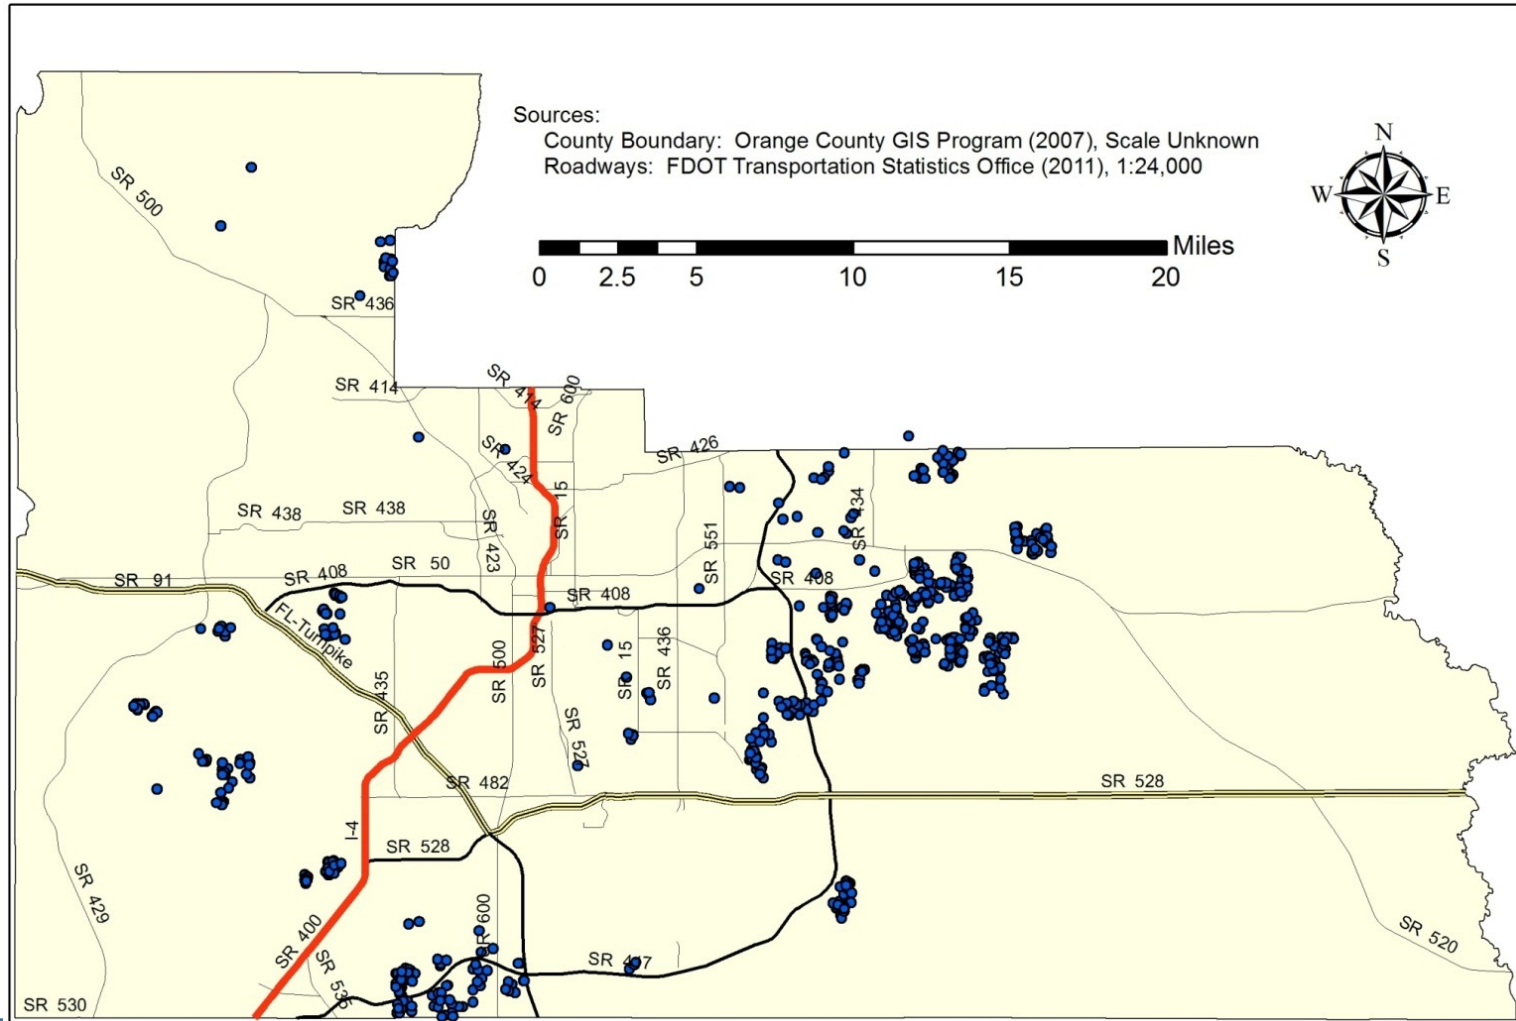 Sources:
County Boundary: Orange County GIS Program (2007), Scale Unknown
Roadways: FDOT Transportation Statistics Office (2011), 1:24,000
N
W
E
S
Miles
0 2.5 5 10 15 20
SR 500
SR 436
SR 414
SR 414
SR 600
SR 424
SR 426
SR 15
SR 438
SR 438
SR 423
SR 551
SR 434
SR 91
SR 408
SR 50
SR 408
SR 408
FL-Turnpike
SR 435
SR 500
SR 527
SR 15
SR 436
SR 527
SR 482
SR 528
I-4
SR 528
SR 429
SR 400
SR 535
SR 600
SR 520
SR 530